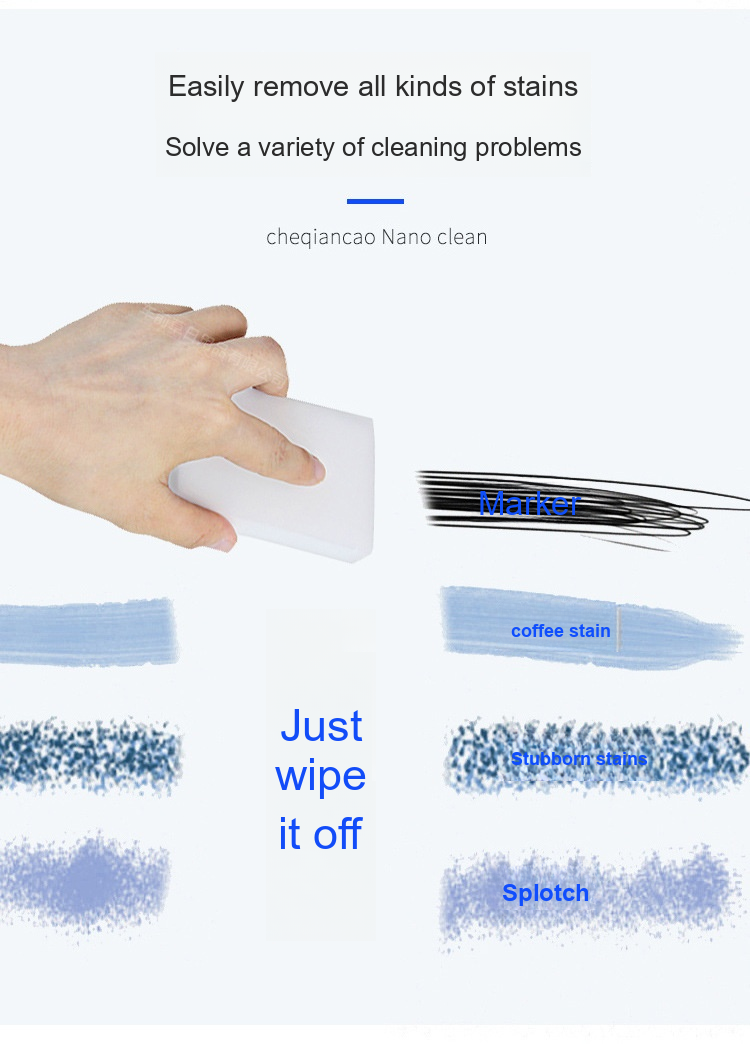 Easily remove all kinds of stains
Solve a variety of cleaning problems
cheqiancao Nano clean
Marker
coffee stain
Just
wipe
it off
Stubborn stains
Splotch